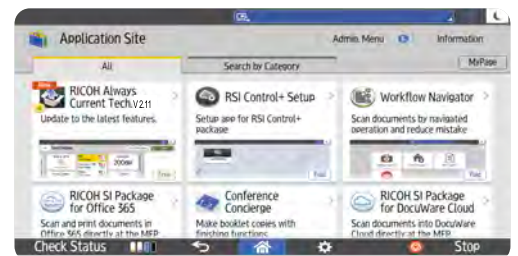 Application Site
Admin. Menu
Information
All
Search by Category
MyPage
RICOH Always
Current Tech.V2.11
Update to the latest features.
Free
RSI Control+ Setup
Setup app for RSI Control+
package
Paid
Workflow Navigator
Scan documents by navigated
operation and reduce mistake
Paid
RICOH SI Package
for Office 365
Scan and print documents in
Office 365 directly at the MFP
Conference
Concierge
Make booklet copies with
finishing functions
RICOH SI Package
for DocuWare Cloud
Scan documents into DocuWare
Cloud directly at the MFP
Check Status
Stop